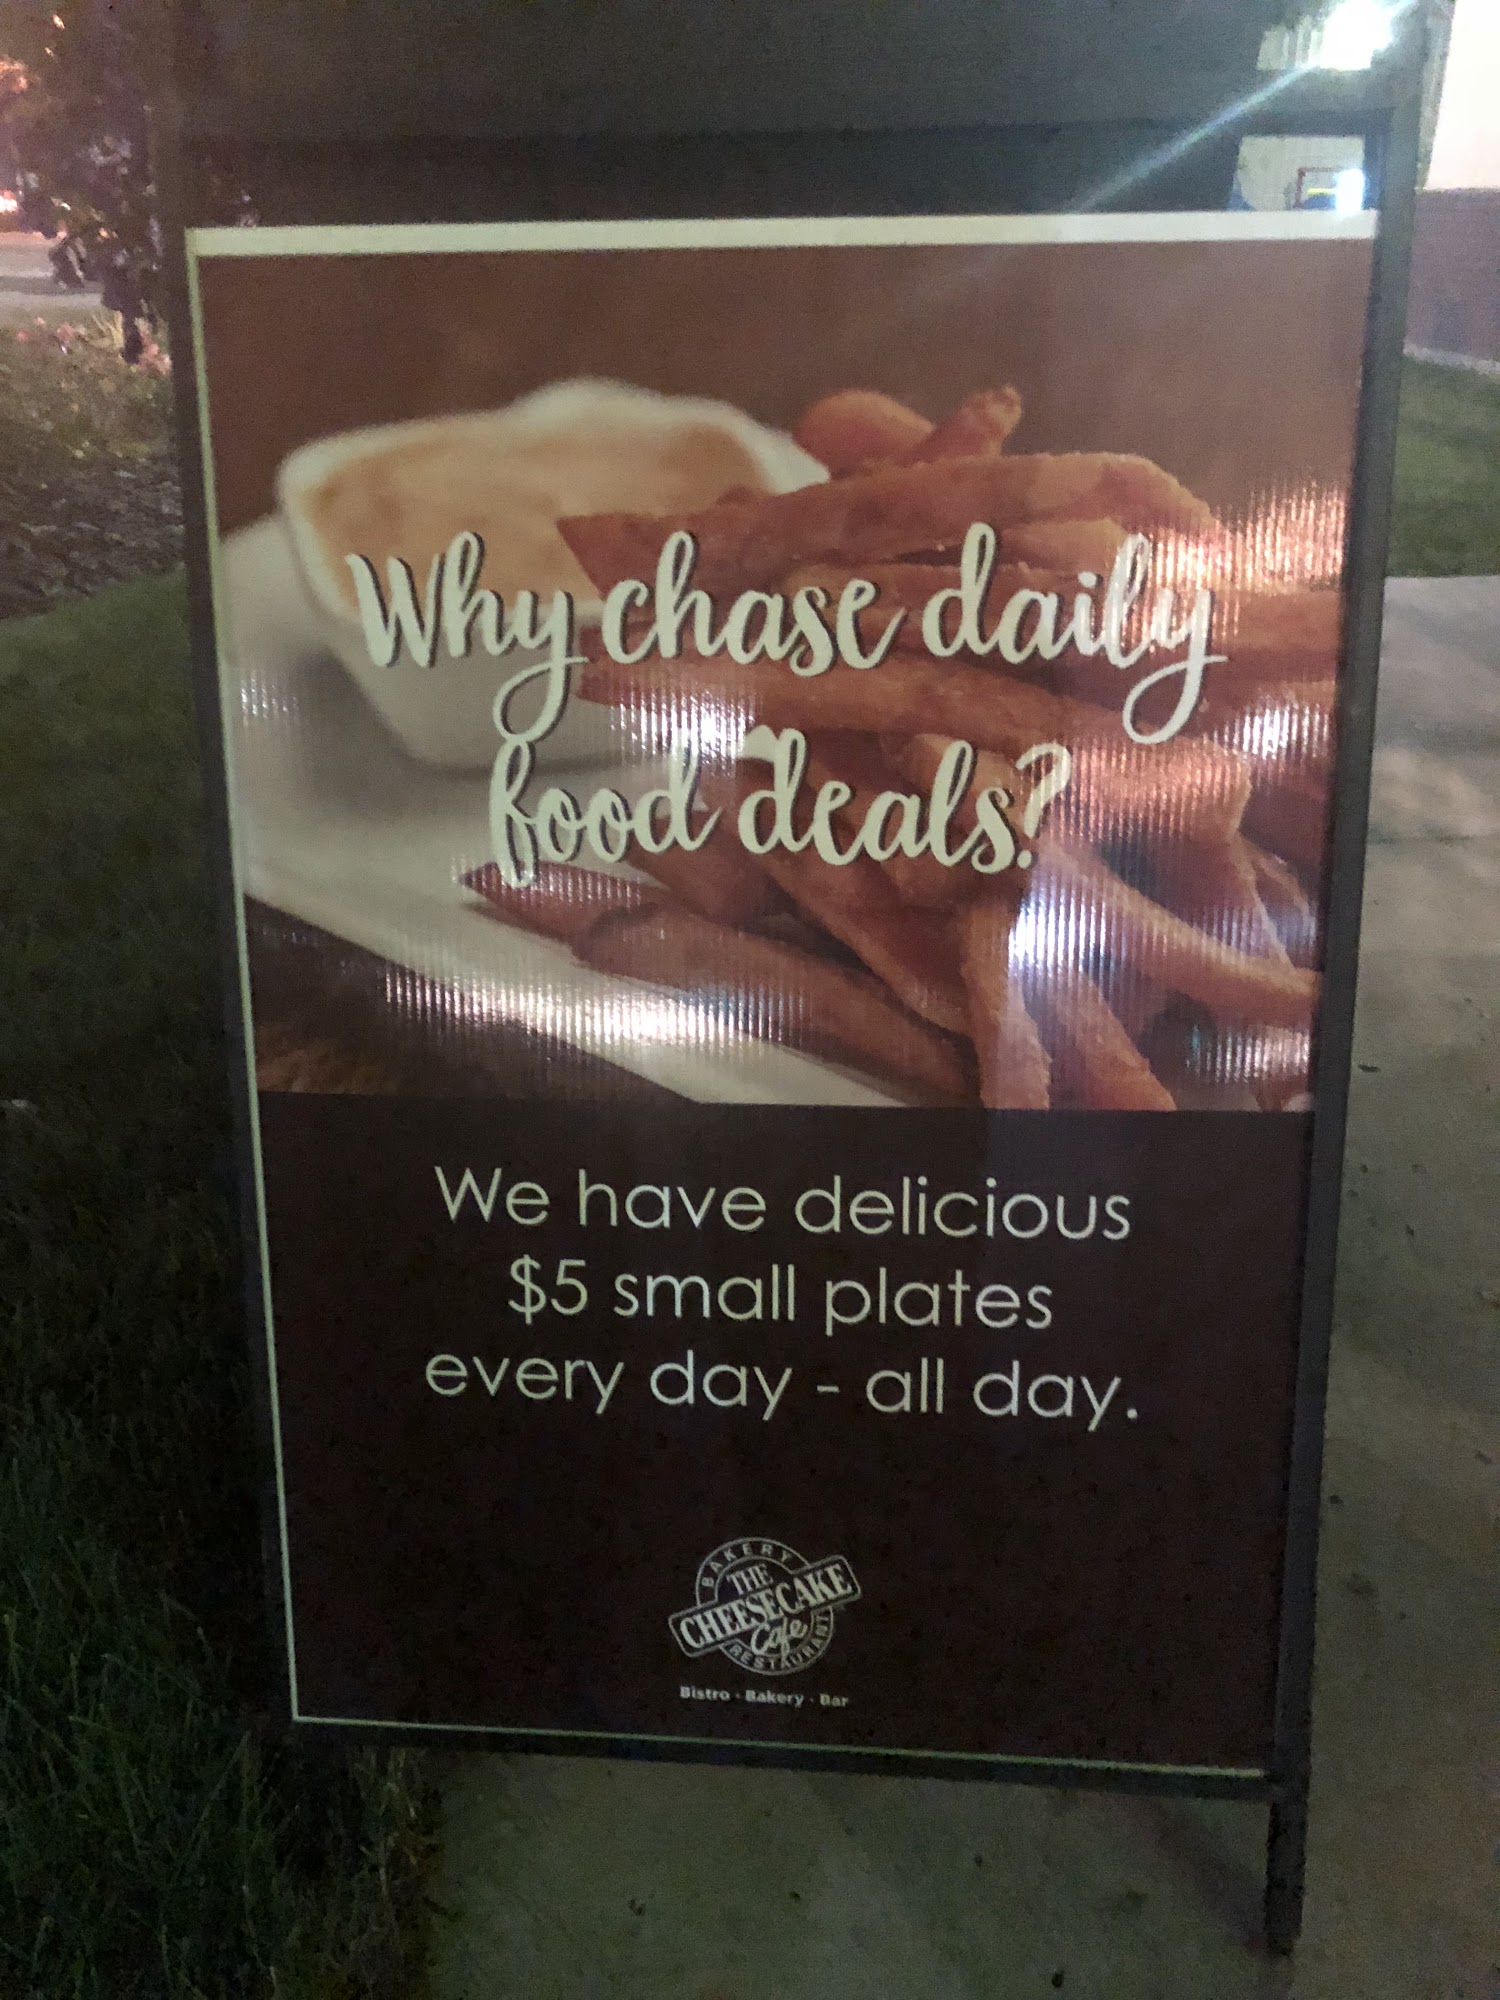 Why chase daily
food deals?
We have delicious
$5 small plates
every day - all day.
BAKERY
THE
CHEESECAKE
Cafe
RESTAURANT
Bistro · Bakery · Bar